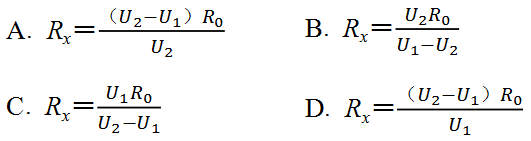 A. Rₓ=(U₂−U₁)R₀/U₂ B. Rₓ=U₂R₀/(U₁−U₂)
C. Rₓ=U₁R₀/(U₂−U₁) D. Rₓ=(U₂−U₁)R₀/U₁